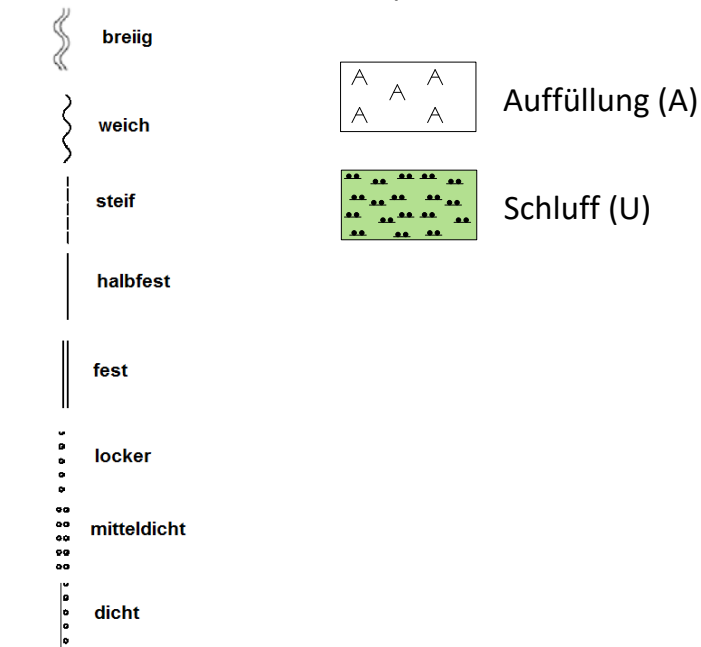 breiig
weich
steif
halbfest
fest
locker
mitteldicht
dicht
A A
A
A A
Auffüllung (A)
Schluff (U)